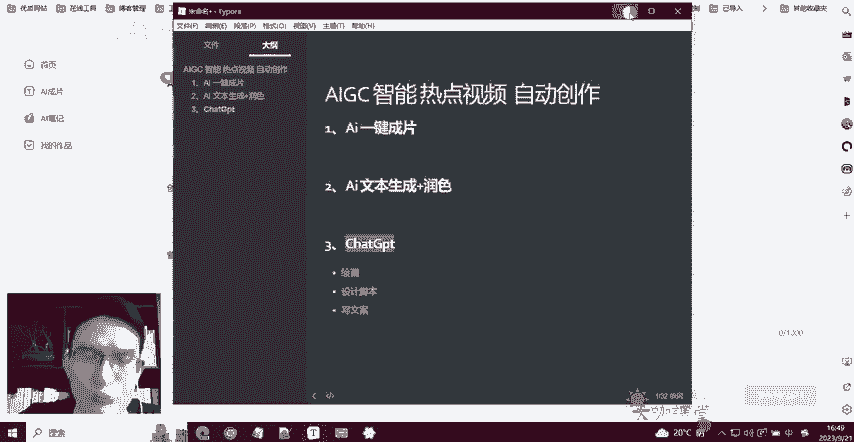 优质网站 在线工具 博客管理 已导入 其他收藏夹
未命名• - Typora
文件(F) 编辑(E) 段落(P) 格式(O) 视图(V) 主题(T) 帮助(H)
文件 大纲
首页
AI成片
AI笔记
我的作品
AIGC 智能 热点视频 自动创作
1、Ai 一键成片
2、Ai 文本生成+润色
3、ChatGpt
AIGC 智能 热点视频 自动创作
1、Ai 一键成片
2、Ai 文本生成+润色
3、ChatGpt
绘画
设计脚本
写文案
0/1000
搜索
20°C
中
16:49
2023/9/21